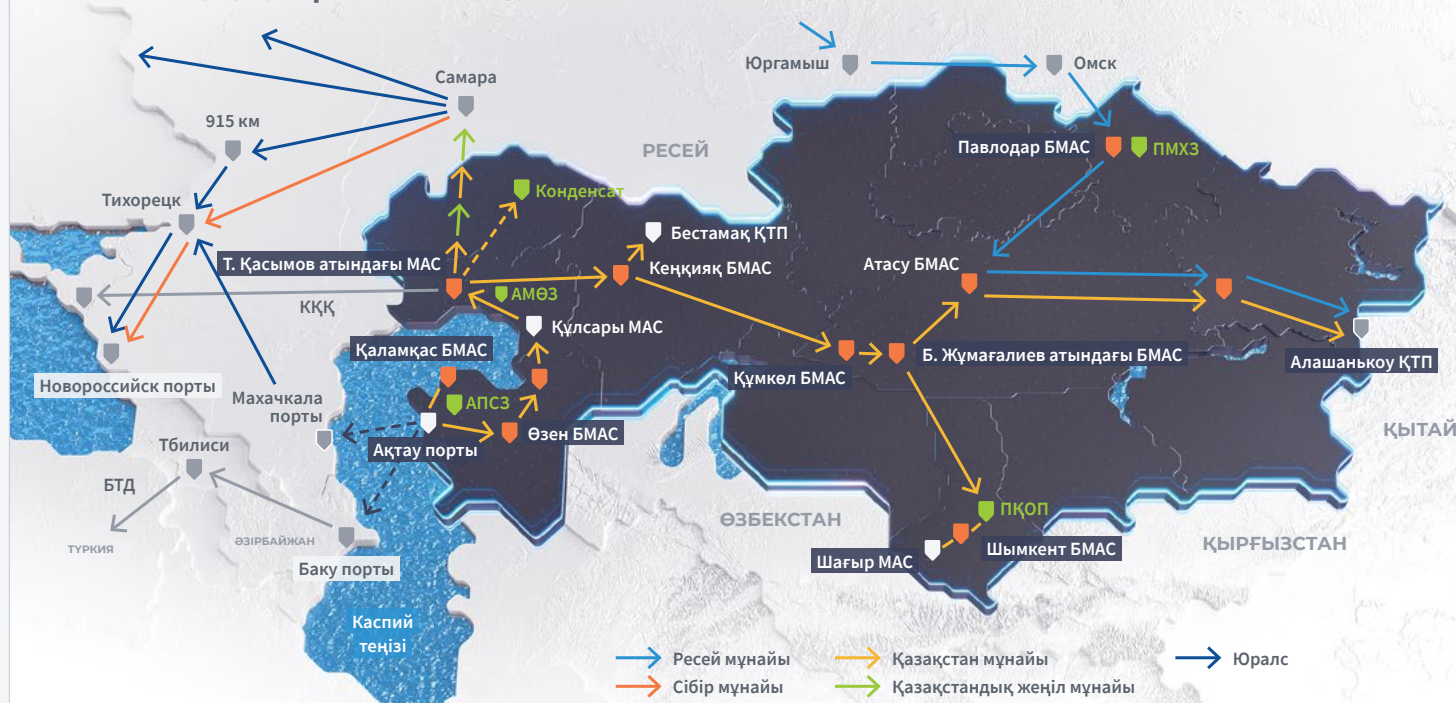 Юргамыш
Омск
Самара
915 км
РЕСЕЙ
Павлодар БМАС
ПМХЗ
Конденсат
Тихорецк
Бестамақ ҚТП
Т. Қасымов атындағы МАС
Кеңқияқ БМАС
Атасу БМАС
АМӨЗ
ҚҚҚ
Құлсары МАС
Қаламқас БМАС
Б. Жұмағалиев атындағы БМАС
Алашанькоу ҚТП
Құмкөл БМАС
Новороссийск порты
Махачкала
порты
АПСЗ
Өзен БМАС
ҚЫТАЙ
Ақтау порты
Тбилиси
БТД
ӨЗБЕКСТАН
ПҚОП
ӘЗІРБАЙЖАН
ТҮРКИЯ
Шымкент БМАС
ҚЫРҒЫЗСТАН
Шағыр МАС
Баку порты
Каспий
теңізі
Ресей мұнайы
Қазақстан мұнайы
Юралс
Сібір мұнайы
Қазақстандық жеңіл мұнайы